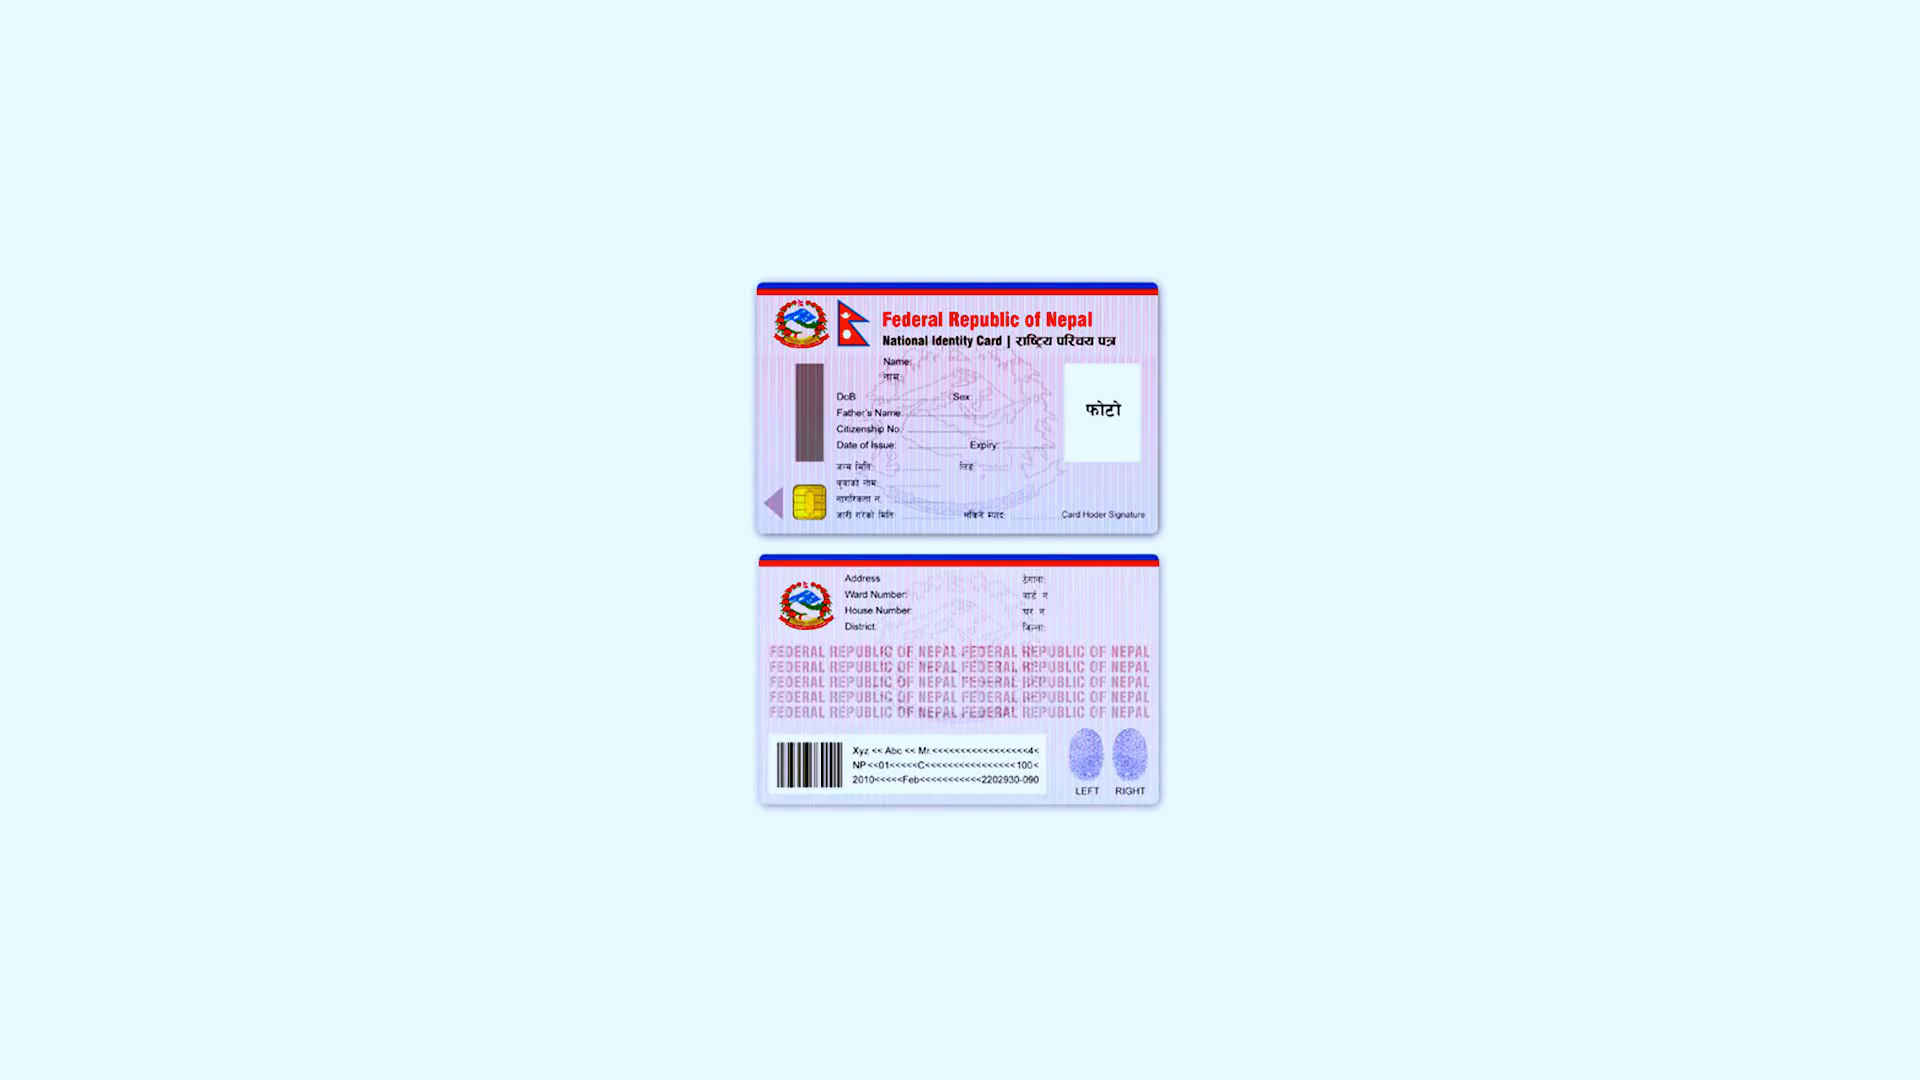 Federal Republic of Nepal
National Identity Card | राष्ट्रिय परिचय पत्र
Name:
नाम:
DoB Sex:
Father's Name:
Citizenship No.
Date of Issue: Expiry:
फोटो
जन्म मिति: लिङ:
बुवाको नाम:
नागरिकता न.
जारी गरेको मिति: सकिने म्याद:
Card Hoder Signature
Address ठेगाना:
Ward Number: वार्ड न
House Number: घर न
District: जिल्ला:
FEDERAL REPUBLIC OF NEPAL FEDERAL REPUBLIC OF NEPAL
FEDERAL REPUBLIC OF NEPAL FEDERAL REPUBLIC OF NEPAL
FEDERAL REPUBLIC OF NEPAL FEDERAL REPUBLIC OF NEPAL
FEDERAL REPUBLIC OF NEPAL FEDERAL REPUBLIC OF NEPAL
FEDERAL REPUBLIC OF NEPAL FEDERAL REPUBLIC OF NEPAL
Xyz << Abc << Mr.<<<<<<<<<<<<<<<<<4<
NP<<01<<<<<C<<<<<<<<<<<<<<<<100<
2010<<<<<Feb<<<<<<<<<<<2202930-090
LEFT RIGHT